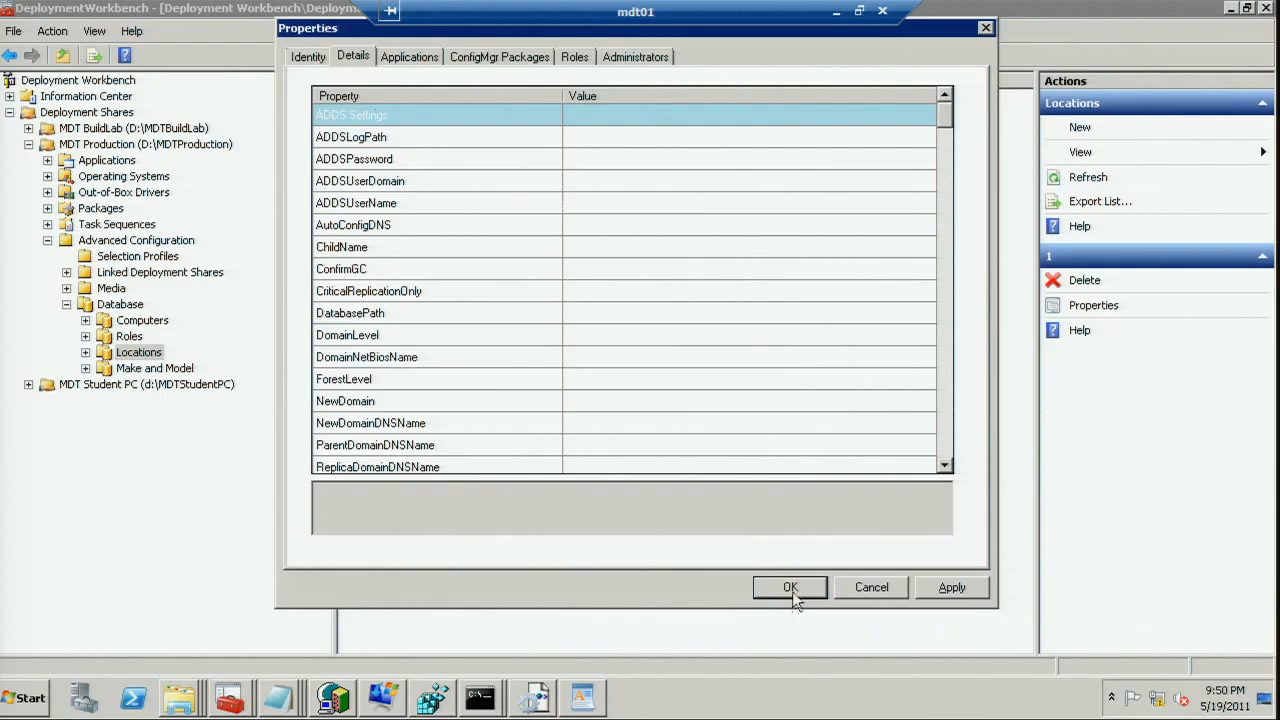 DeploymentWorkbench - [Deployment Workbench\Deployme
mdt01
File Action View Help
Properties
Identity Details Applications ConfigMgr Packages Roles Administrators
Deployment Workbench
Information Center
Deployment Shares
MDT BuildLab (D:\MDTBuildLab)
MDT Production (D:\MDTProduction)
Applications
Operating Systems
Out-of-Box Drivers
Packages
Task Sequences
Advanced Configuration
Selection Profiles
Linked Deployment Shares
Media
Database
Computers
Roles
Locations
Make and Model
MDT Student PC (d:\MDTStudentPC)
Property Value
ADDS Settings
ADDSLogPath
ADDSPassword
ADDSUserDomain
ADDSUserName
AutoConfigDNS
ChildName
ConfirmGC
CriticalReplicationOnly
DatabasePath
DomainLevel
DomainNetBiosName
ForestLevel
NewDomain
NewDomainDNSName
ParentDomainDNSName
ReplicaDomainDNSName
OK Cancel Apply
Actions
Locations
New
View
Refresh
Export List...
Help
1
Delete
Properties
Help
Start
9:50 PM
5/19/2011